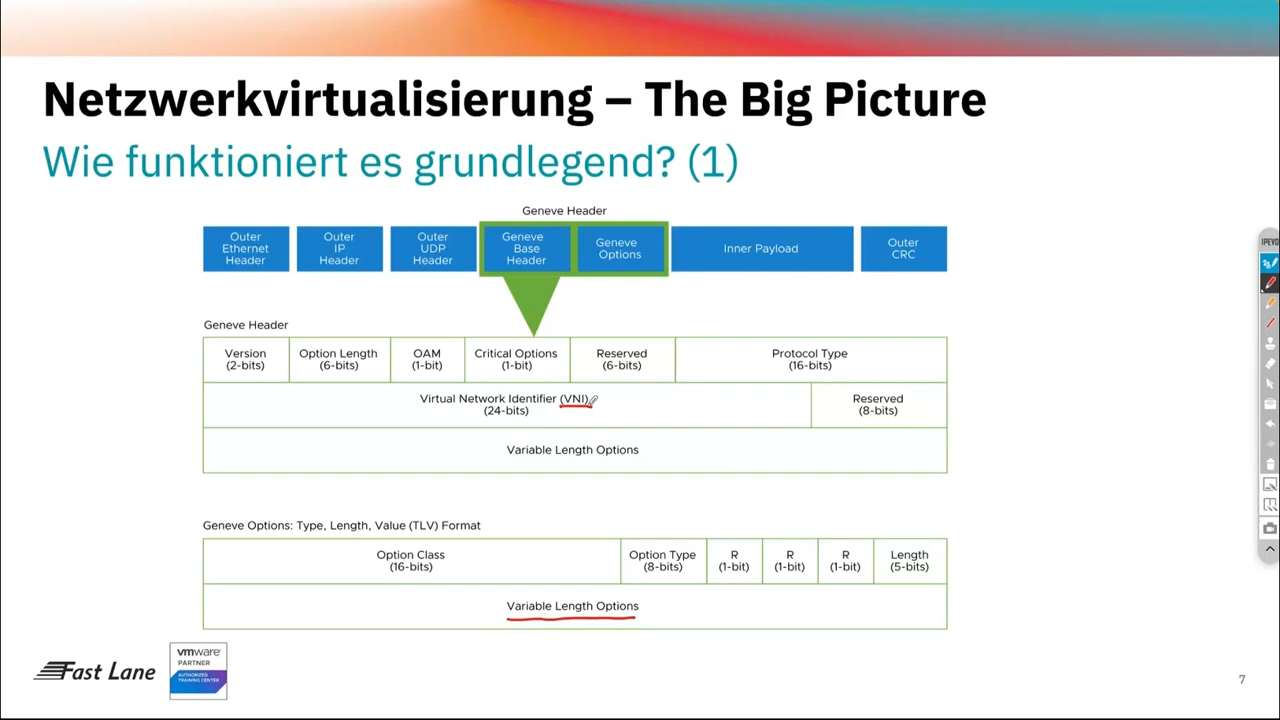 Netzwerkvirtualisierung – The Big Picture
Wie funktioniert es grundlegend? (1)
Geneve Header
Outer
Ethernet
Header
Outer
IP
Header
Outer
UDP
Header
Geneve
Base
Header
Geneve
Options
Inner Payload
Outer
CRC
Geneve Header
Version
(2-bits)
Option Length
(6-bits)
OAM
(1-bit)
Critical Options
(1-bit)
Reserved
(6-bits)
Protocol Type
(16-bits)
Virtual Network Identifier (VNI)
(24-bits)
Reserved
(8-bits)
Variable Length Options
Geneve Options: Type, Length, Value (TLV) Format
Option Class
(16-bits)
Option Type
(8-bits)
R
(1-bit)
R
(1-bit)
R
(1-bit)
Length
(5-bits)
Variable Length Options
Fast Lane
vmware
PARTNER
AUTHORIZED
TRAINING CENTER
7
IPEVO